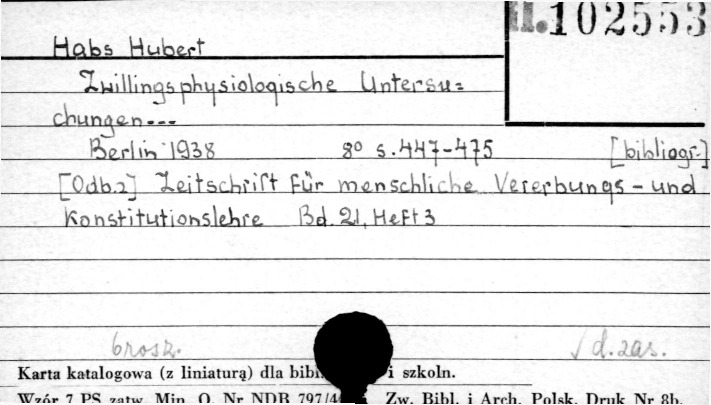 II.102553
Habs Hubert
Zwillingsphysiologische Untersu=
chungen---
Berlin 1938 8° s.447-475 [bibliogr.]
[Odb.z] Zeitschrift für menschliche Vererbungs - und
Konstitutionslehre Bd. 21, Heft 3
brosz. √ d.zas.
Karta katalogowa (z liniaturą) dla bibl i szkoln.
Wzór 7 PS zatw. Min. O. Nr NDB 797/4 Zw. Bibl. i Arch. Polsk. Druk Nr 8b.